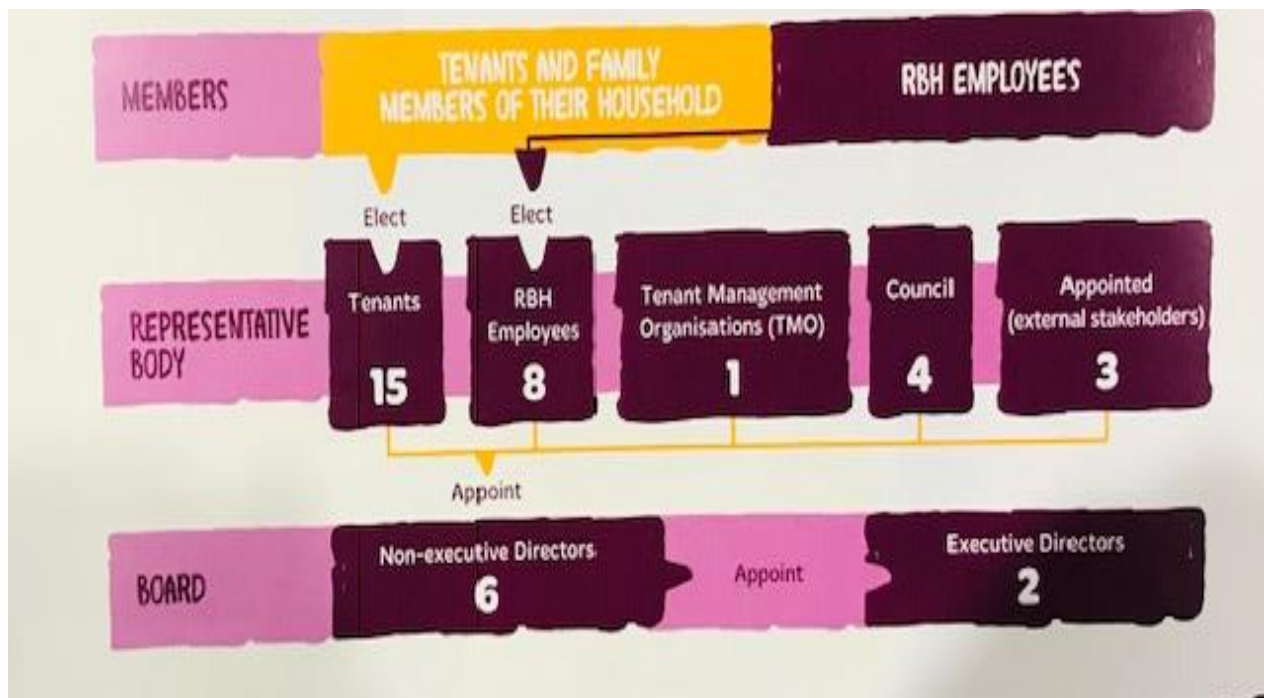 MEMBERS
TENANTS AND FAMILY
MEMBERS OF THEIR HOUSEHOLD
RBH EMPLOYEES
Elect
Elect
REPRESENTATIVE
BODY
Tenants
15
RBH
Employees
8
Tenant Management
Organisations (TMO)
1
Council
4
Appointed
(external stakeholders)
3
Appoint
BOARD
Non-executive Directors
6
Appoint
Executive Directors
2